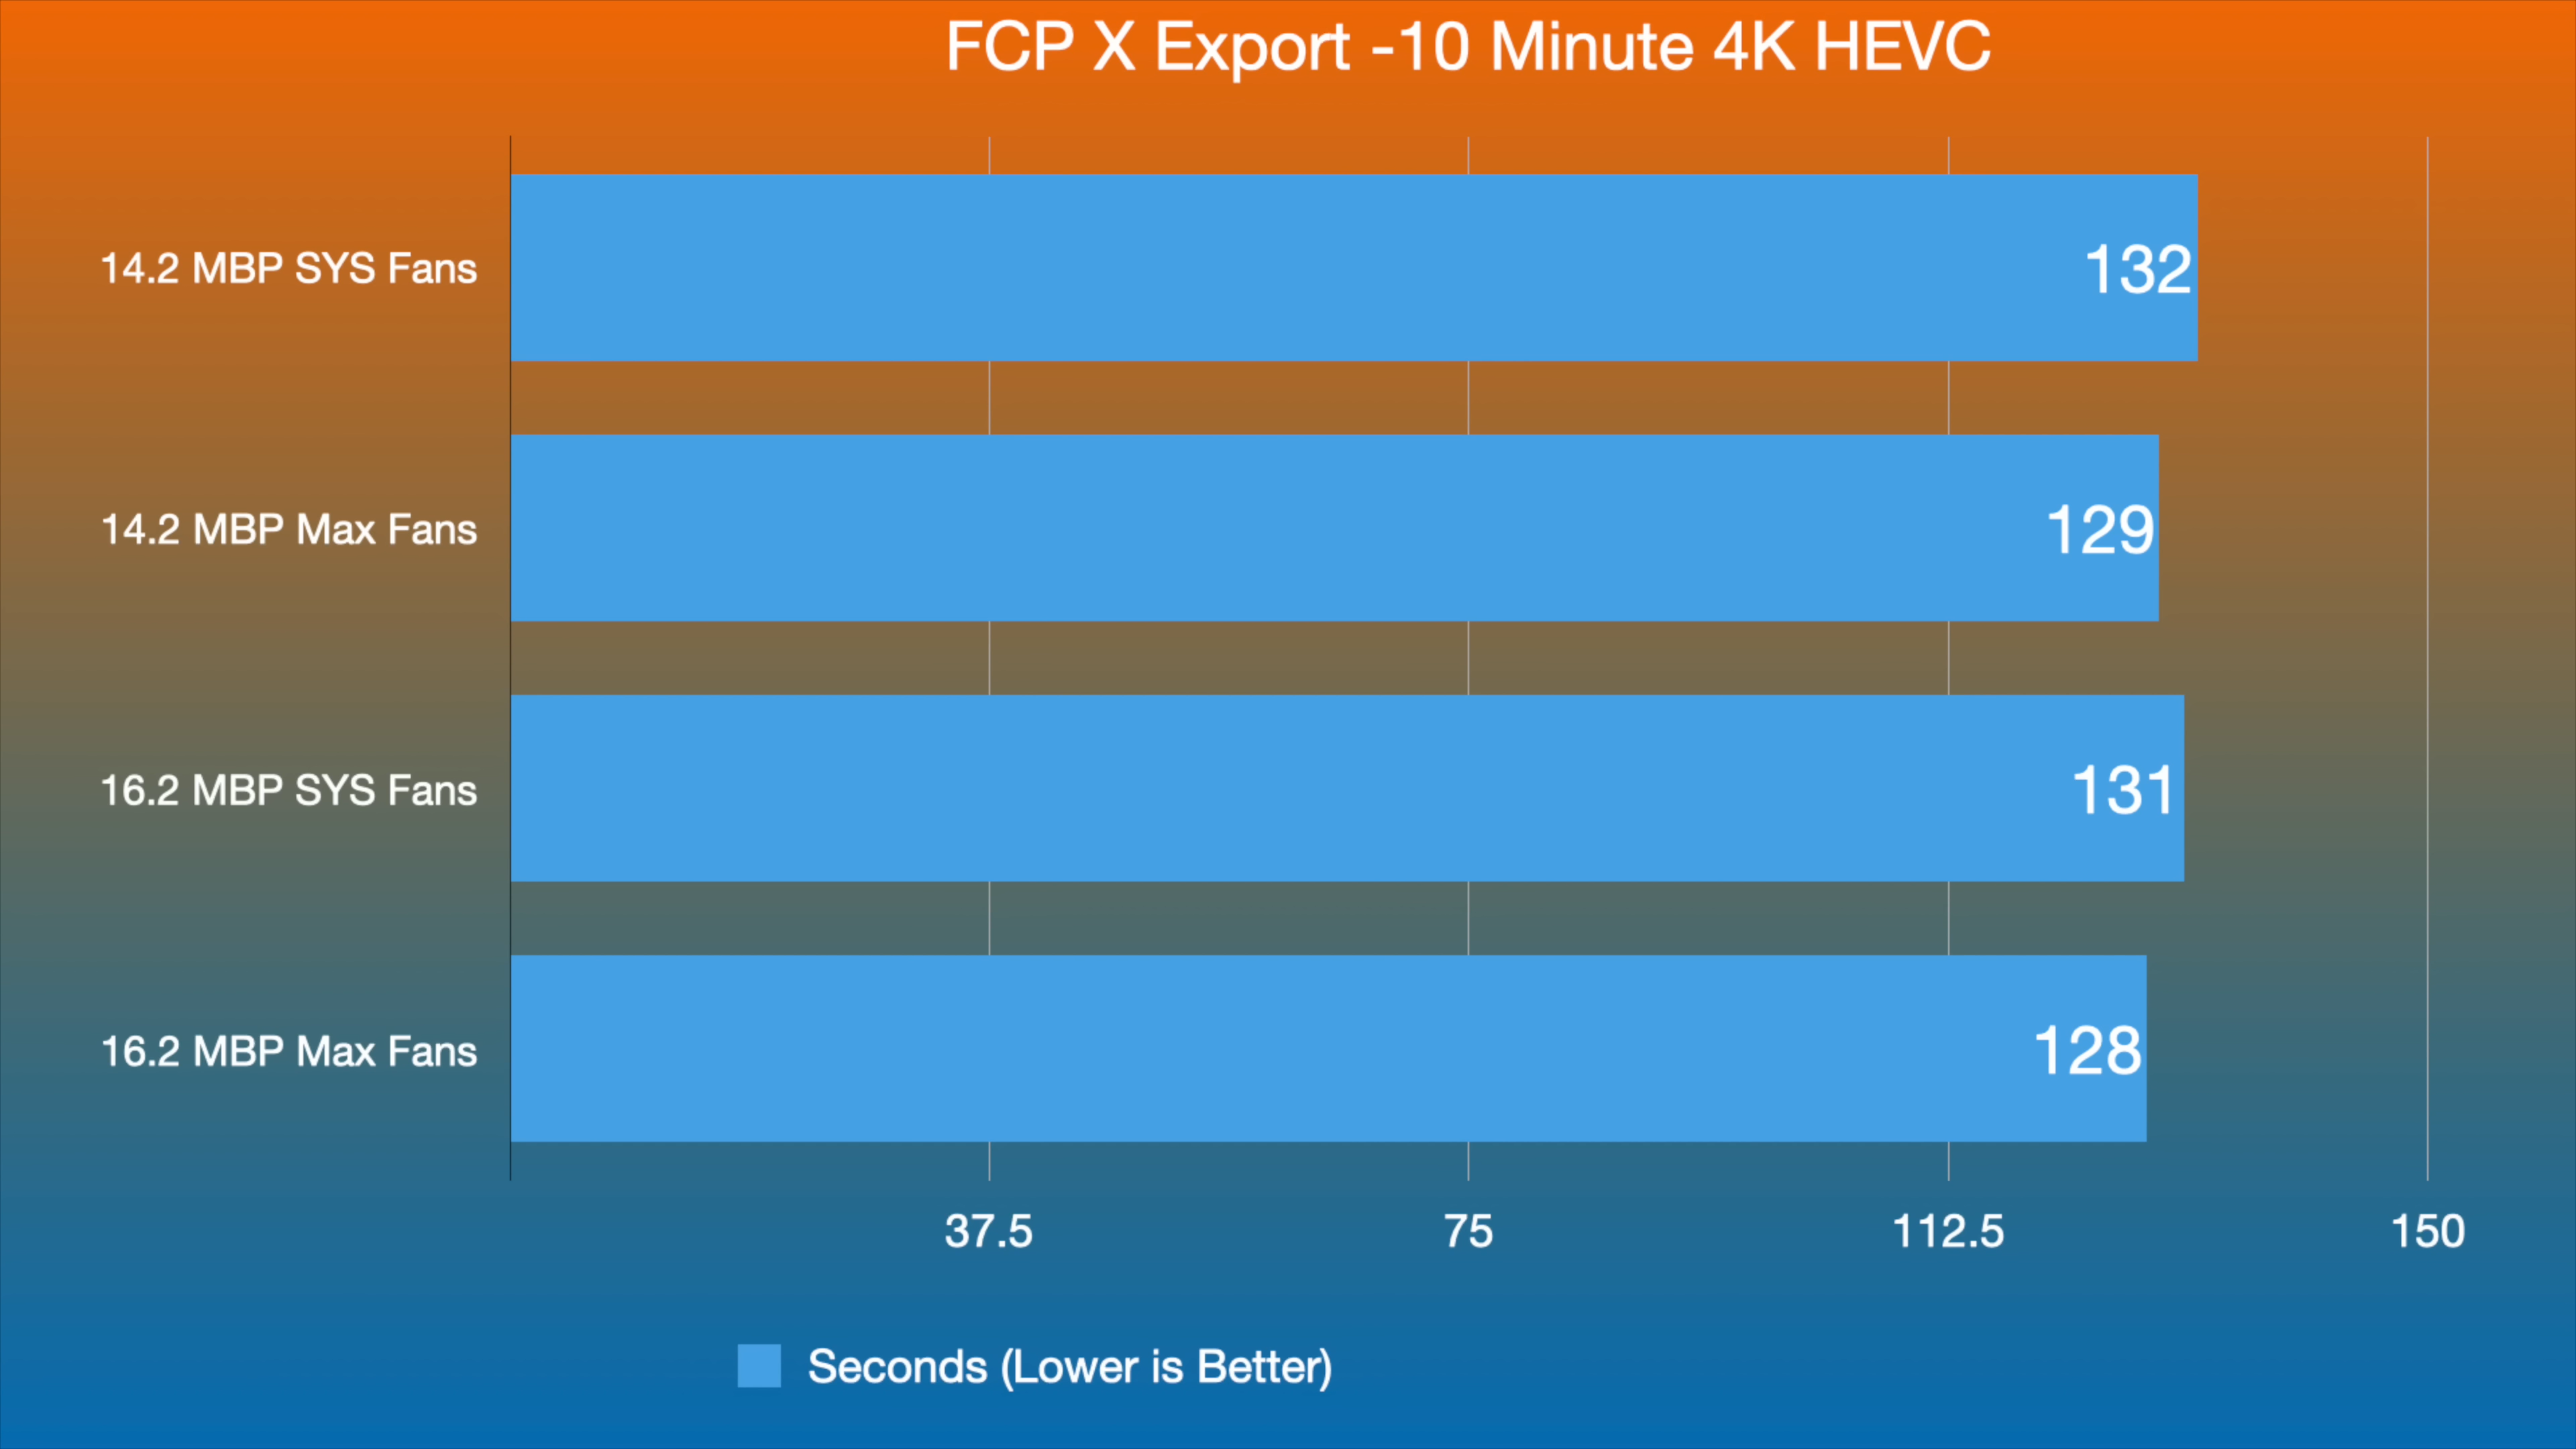 FCP X Export -10 Minute 4K HEVC
14.2 MBP SYS Fans
132
14.2 MBP Max Fans
129
16.2 MBP SYS Fans
131
16.2 MBP Max Fans
128
37.5 75 112.5 150
Seconds (Lower is Better)